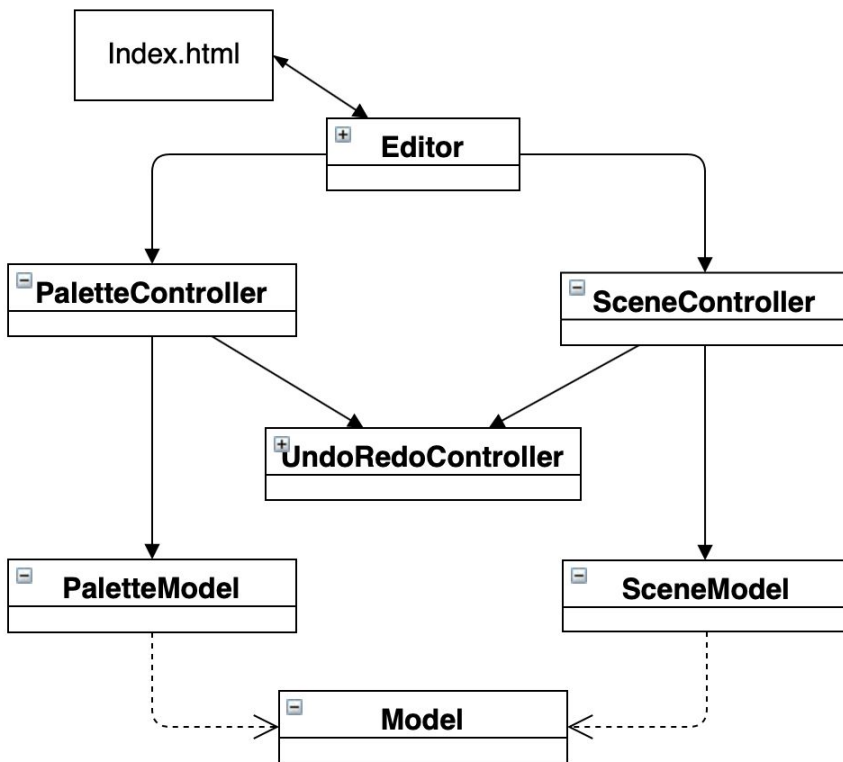 Index.html
Editor
PaletteController
SceneController
UndoRedoController
PaletteModel
SceneModel
Model